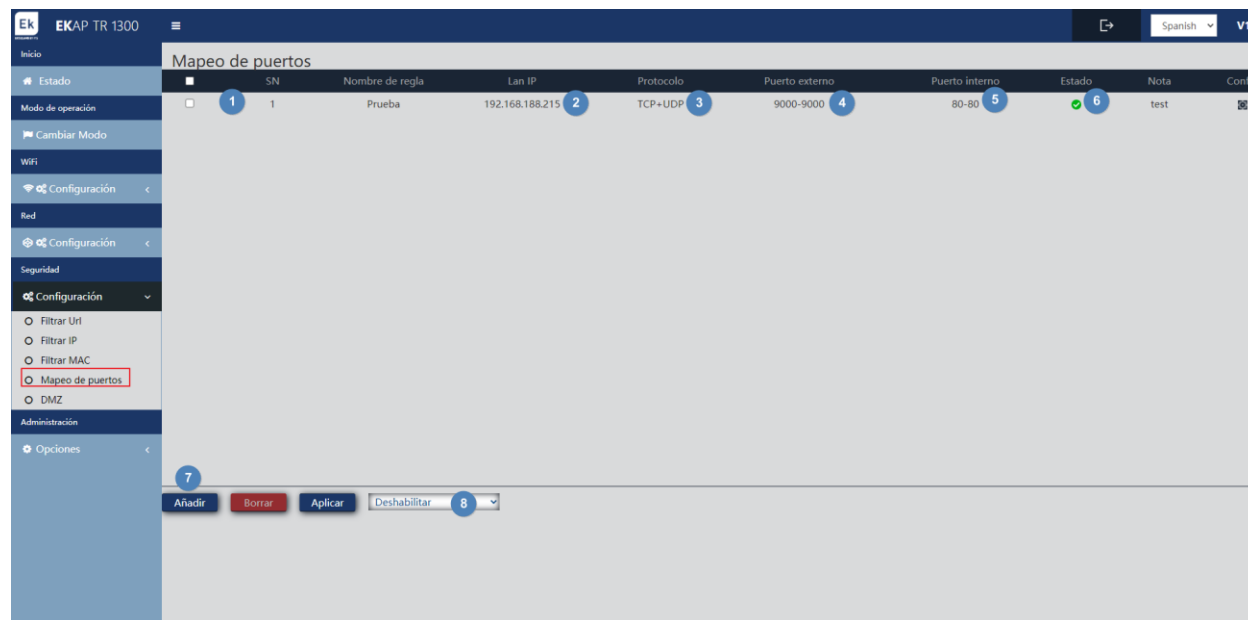 Ek EKAP TR 1300 Spanish V1
Inicio
Mapeo de puertos
Estado
SN Nombre de regla Lan IP Protocolo Puerto externo Puerto interno Estado Nota Conf
Modo de operación
1 1 Prueba 192.168.188.215 2 TCP+UDP 3 9000-9000 4 80-80 5 6 test
Cambiar Modo
WiFi
Configuración
Red
Configuración
Seguridad
Configuración
Filtrar Url
Filtrar IP
Filtrar MAC
Mapeo de puertos
DMZ
Administración
Opciones
7
Añadir Borrar Aplicar Deshabilitar 8